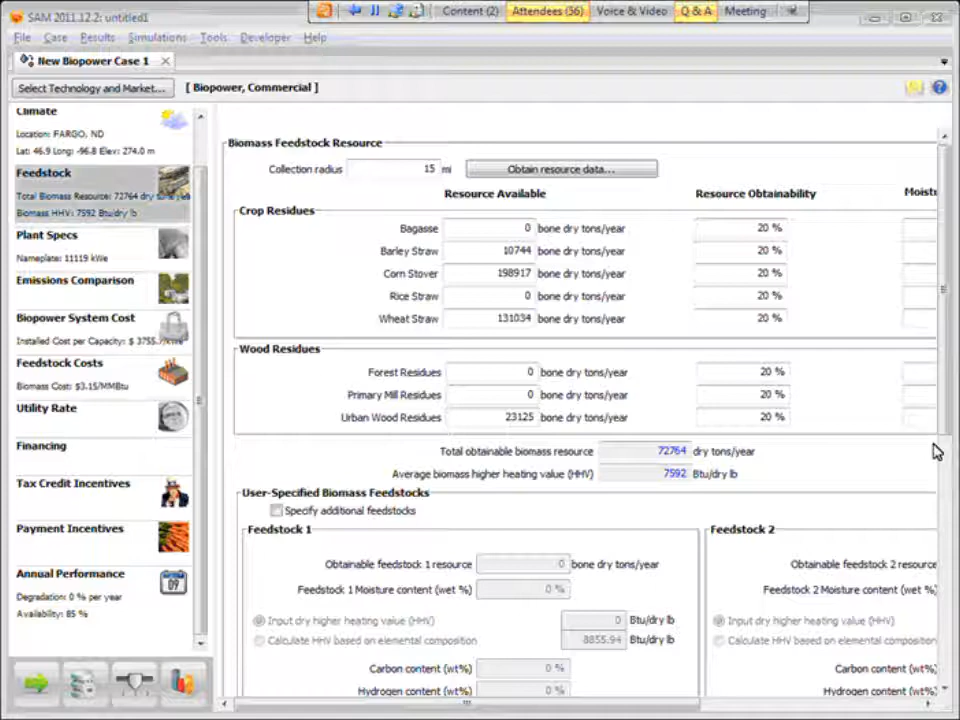 SAM 2011.12.2: untitled1
Content (2) Attendees (36) Voice & Video Q & A Meeting
File Case Results Simulations Tools Developer Help
New Biopower Case 1
Select Technology and Market... [ Biopower, Commercial ]
Climate
Location: FARGO, ND
Lat: 46.9 Long: -96.8 Elev: 274.0 m
Feedstock
Total Biomass Resource: 72764 dry tons/yea
Biomass HHV: 7592 Btu/dry lb
Plant Specs
Nameplate: 11119 kWe
Emissions Comparison
Biopower System Cost
Installed Cost per Capacity: $ 3755.
Feedstock Costs
Biomass Cost: $3.15/MMBtu
Utility Rate
Financing
Tax Credit Incentives
Payment Incentives
Annual Performance
Degradation: 0 % per year
Availability: 85 %
09
Biomass Feedstock Resource
Collection radius 15 mi Obtain resource data...
Resource Available Resource Obtainability Moistu
Crop Residues
Bagasse 0 bone dry tons/year 20 %
Barley Straw 10744 bone dry tons/year 20 %
Corn Stover 198917 bone dry tons/year 20 %
Rice Straw 0 bone dry tons/year 20 %
Wheat Straw 131034 bone dry tons/year 20 %
Wood Residues
Forest Residues 0 bone dry tons/year 20 %
Primary Mill Residues 0 bone dry tons/year 20 %
Urban Wood Residues 23125 bone dry tons/year 20 %
Total obtainable biomass resource 72764 dry tons/year
Average biomass higher heating value (HHV) 7592 Btu/dry lb
User-Specified Biomass Feedstocks
Specify additional feedstocks
Feedstock 1 Feedstock 2
Obtainable feedstock 1 resource 0 bone dry tons/year Obtainable feedstock 2 resource
Feedstock 1 Moisture content (wet %) 0 % Feedstock 2 Moisture content (wet %)
Input dry higher heating value (HHV) 0 Btu/dry lb Input dry higher heating value (HHV)
Calculate HHV based on elemental composition 8855.94 Btu/dry lb Calculate HHV based on elemental composition
Carbon content (wt%) 0 % Carbon content (wt%)
Hydrogen content (wt%) 0 % Hydrogen content (wt%)